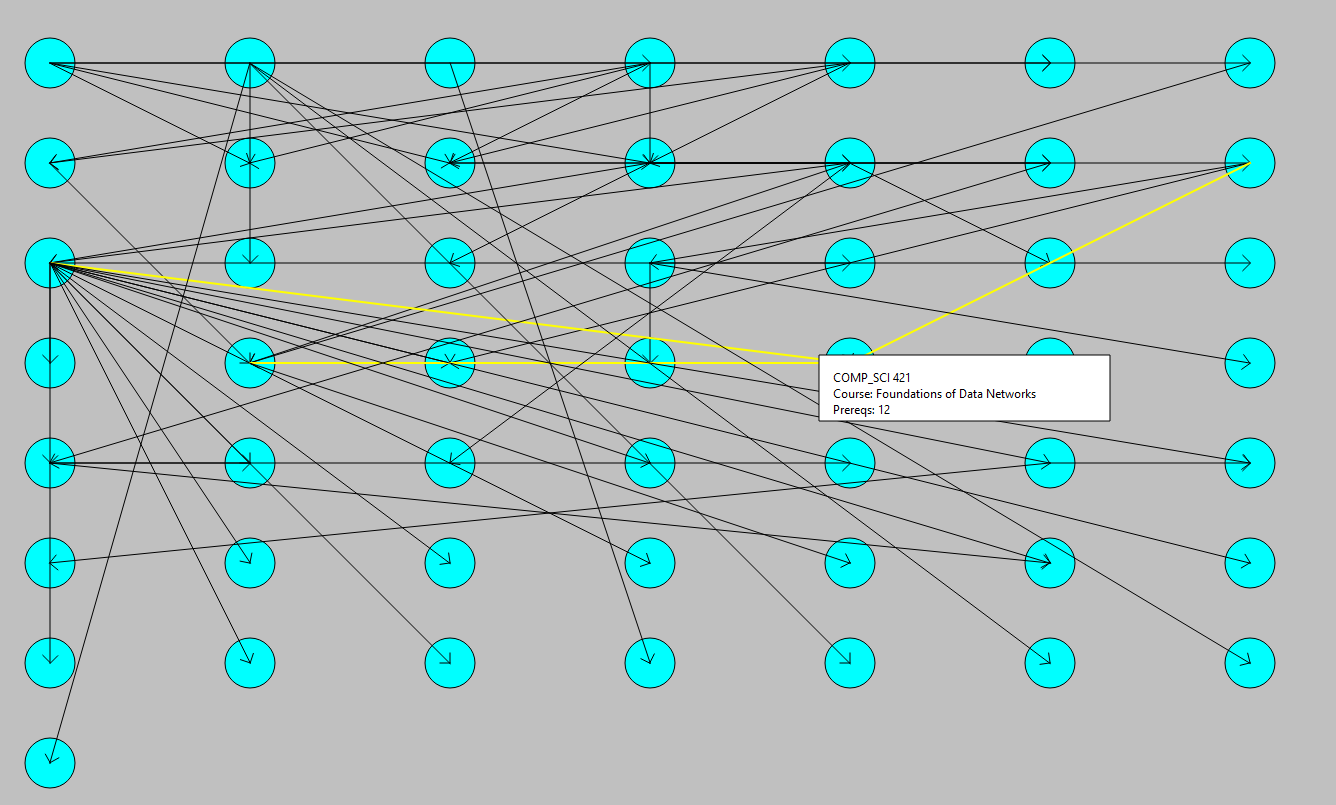 COMP_SCI 421
Course: Foundations of Data Networks
Prereqs: 12